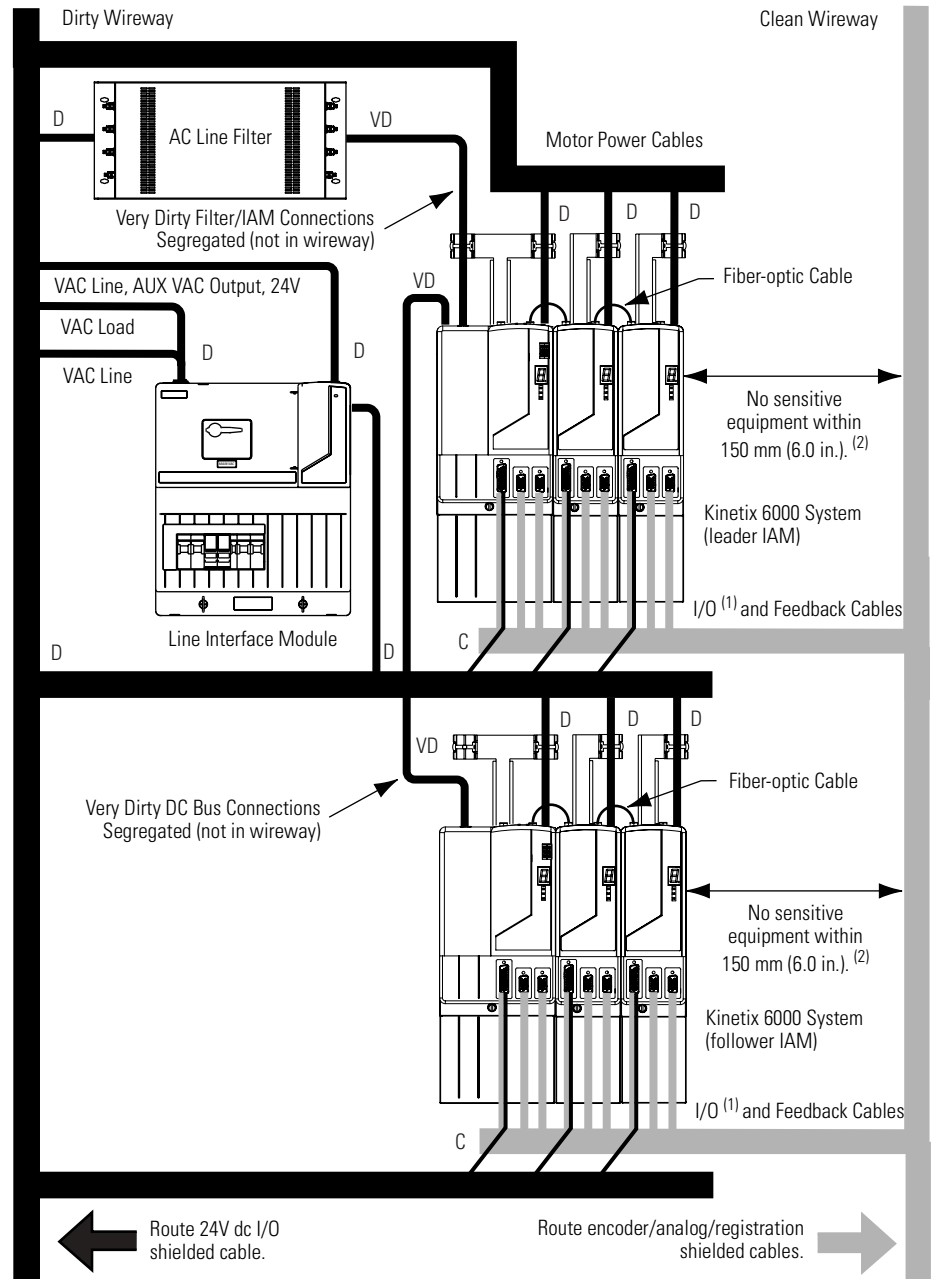 Dirty Wireway
Clean Wireway
D
AC Line Filter
VD
Motor Power Cables
Very Dirty Filter/IAM Connections
Segregated (not in wireway)
D
D
D
VAC Line, AUX VAC Output, 24V
VD
Fiber-optic Cable
VAC Load
D
D
VAC Line
No sensitive
equipment within
150 mm (6.0 in.). (2)
Kinetix 6000 System
(leader IAM)
I/O (1) and Feedback Cables
Line Interface Module
C
D
D
D
D
D
VD
Fiber-optic Cable
Very Dirty DC Bus Connections
Segregated (not in wireway)
No sensitive
equipment within
150 mm (6.0 in.). (2)
Kinetix 6000 System
(follower IAM)
I/O (1) and Feedback Cables
C
Route 24V dc I/O
shielded cable.
Route encoder/analog/registration
shielded cables.